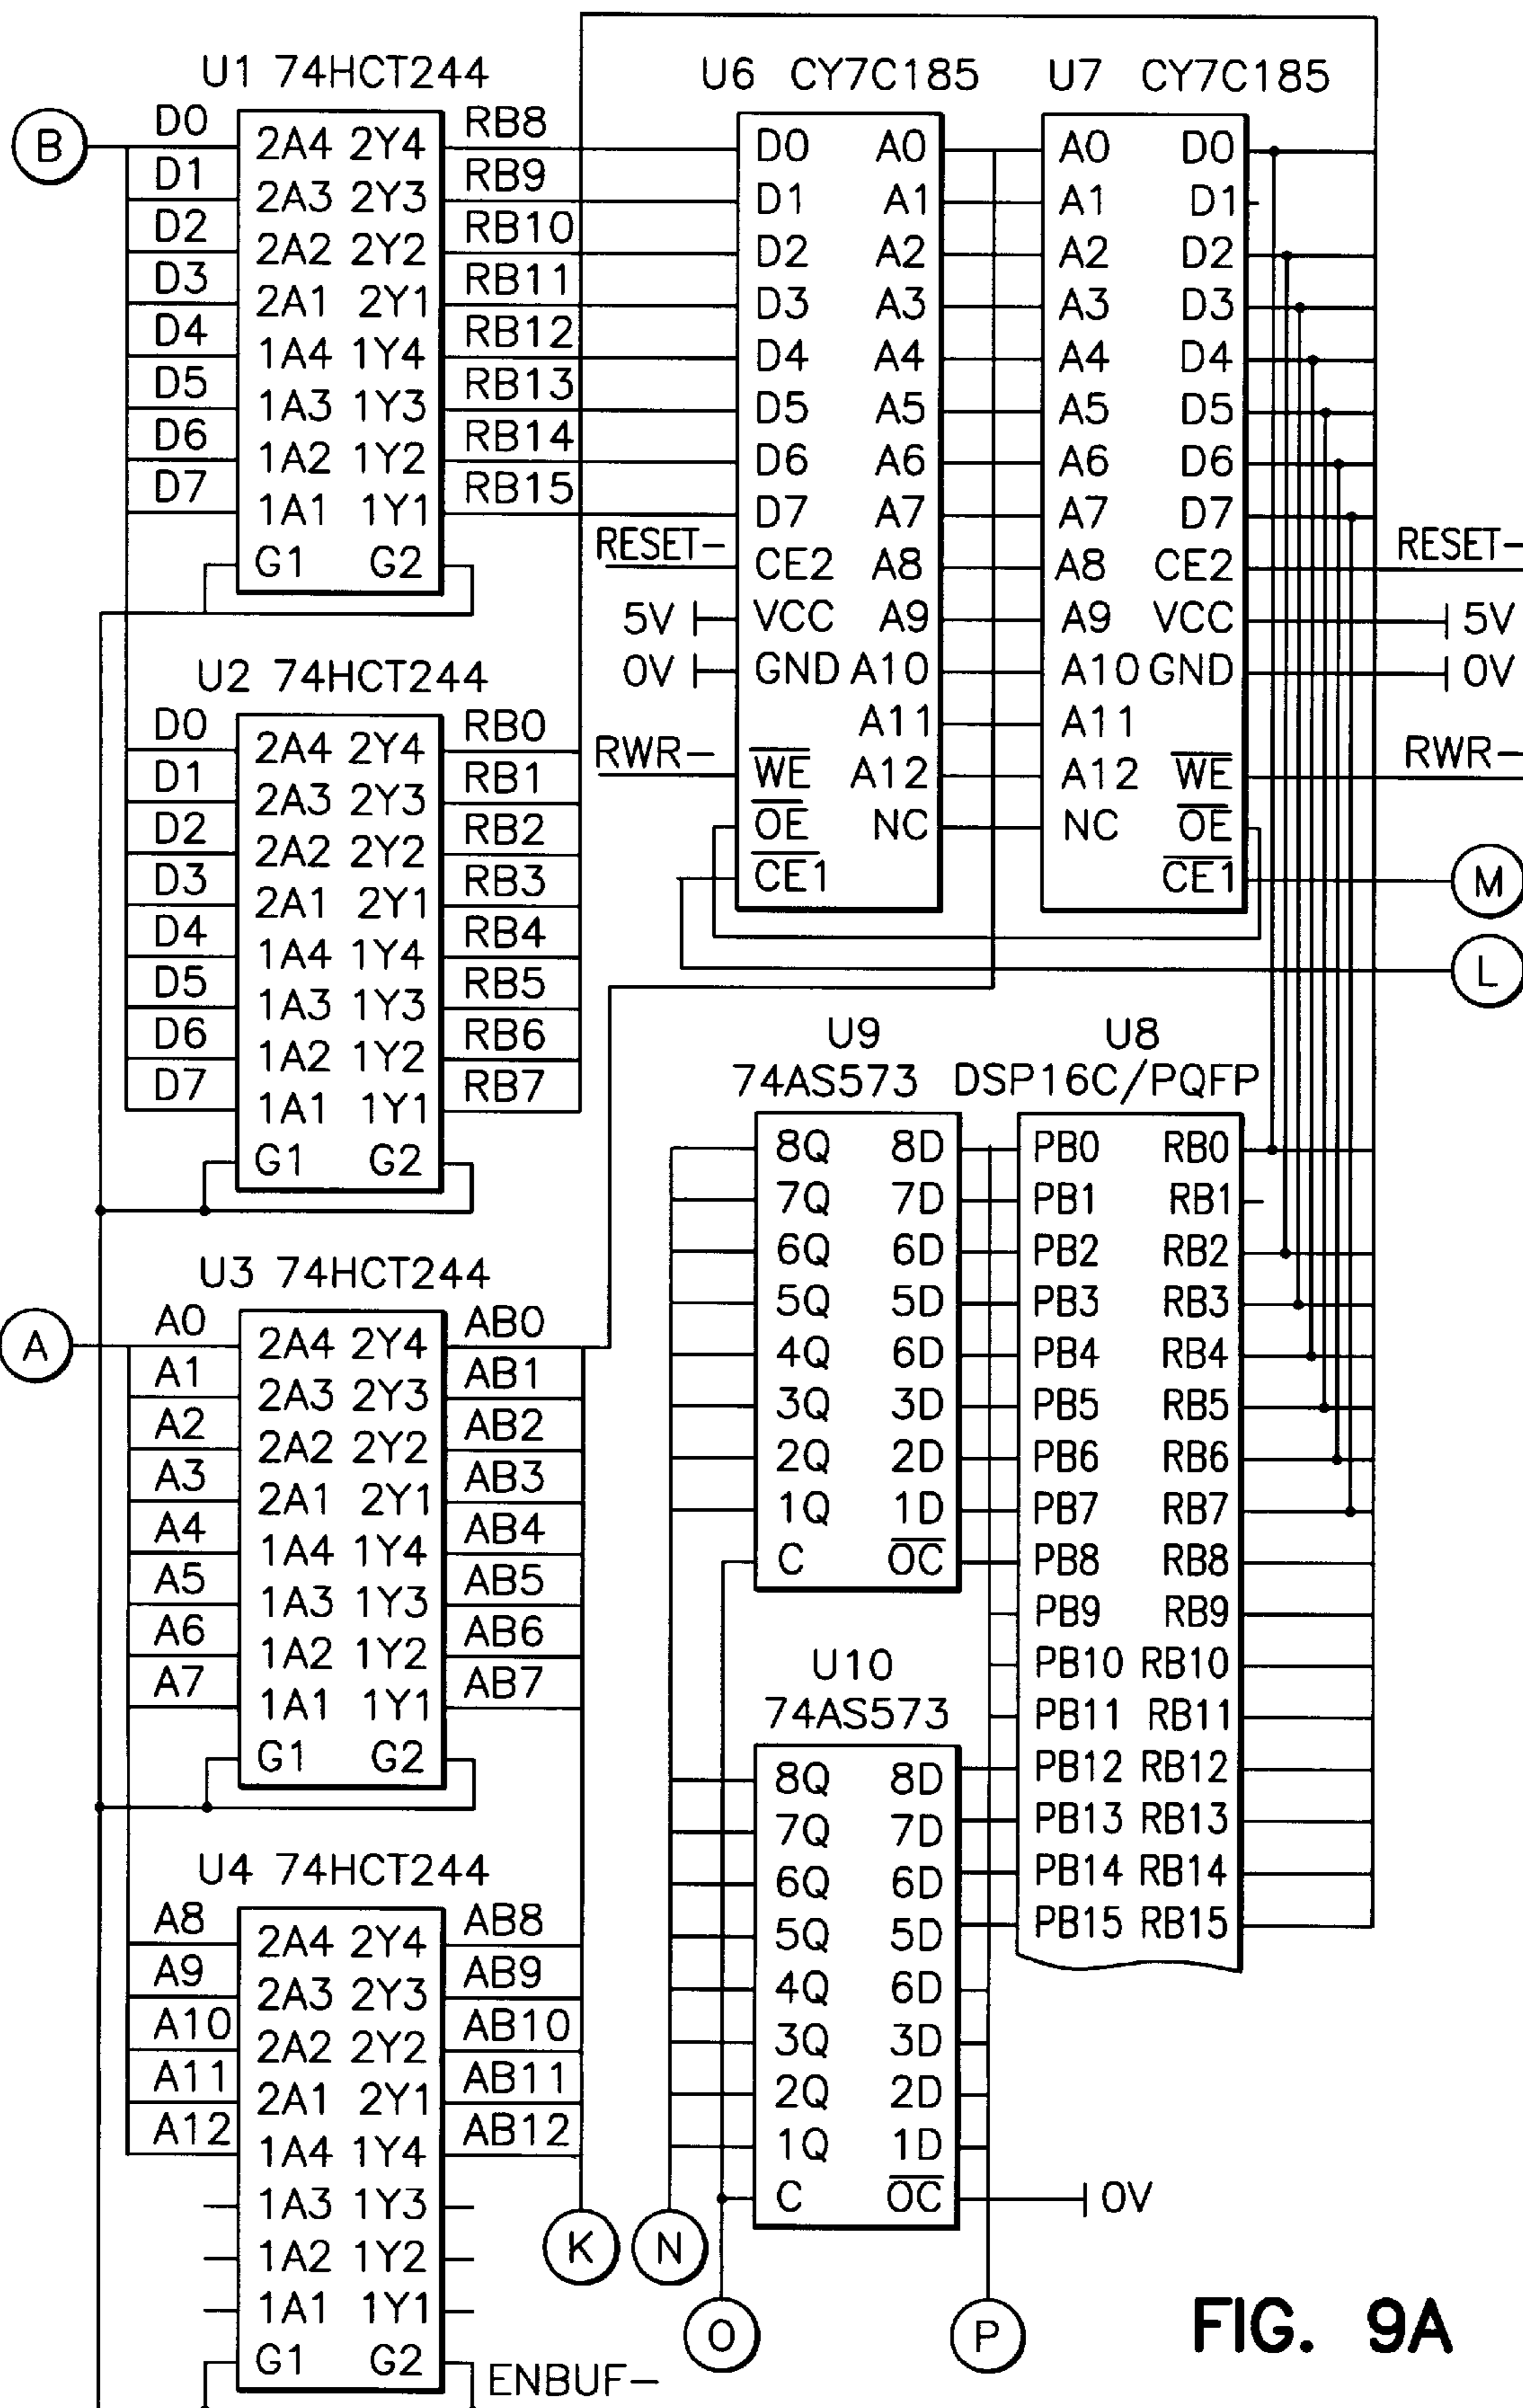 U1 74HCT244
B
D0 2A4 2Y4 RB8
D1 2A3 2Y3 RB9
D2 2A2 2Y2 RB10
D3 2A1 2Y1 RB11
D4 1A4 1Y4 RB12
D5 1A3 1Y3 RB13
D6 1A2 1Y2 RB14
D7 1A1 1Y1 RB15
G1 G2
U2 74HCT244
D0 2A4 2Y4 RB0
D1 2A3 2Y3 RB1
D2 2A2 2Y2 RB2
D3 2A1 2Y1 RB3
D4 1A4 1Y4 RB4
D5 1A3 1Y3 RB5
D6 1A2 1Y2 RB6
D7 1A1 1Y1 RB7
G1 G2
U3 74HCT244
A
A0 2A4 2Y4 AB0
A1 2A3 2Y3 AB1
A2 2A2 2Y2 AB2
A3 2A1 2Y1 AB3
A4 1A4 1Y4 AB4
A5 1A3 1Y3 AB5
A6 1A2 1Y2 AB6
A7 1A1 1Y1 AB7
G1 G2
U4 74HCT244
A8 2A4 2Y4 AB8
A9 2A3 2Y3 AB9
A10 2A2 2Y2 AB10
A11 2A1 2Y1 AB11
A12 1A4 1Y4 AB12
1A3 1Y3
1A2 1Y2
1A1 1Y1
G1 G2
ENBUF-
K
U6 CY7C185 U7 CY7C185
D0 A0 A0 D0
D1 A1 A1 D1
D2 A2 A2 D2
D3 A3 A3 D3
D4 A4 A4 D4
D5 A5 A5 D5
D6 A6 A6 D6
D7 A7 A7 D7
RESET- CE2 A8 A8 CE2 RESET-
5V VCC A9 A9 VCC 5V
0V GND A10 A10 GND 0V
A11 A11
RWR- WE A12 A12 WE RWR-
OE NC NC OE
CE1 CE1 M
L
U9 U8
74AS573 DSP16C/PQFP
8Q 8D PB0 RB0
7Q 7D PB1 RB1
6Q 6D PB2 RB2
5Q 5D PB3 RB3
4Q 6D PB4 RB4
3Q 3D PB5 RB5
2Q 2D PB6 RB6
1Q 1D PB7 RB7
C OC PB8 RB8
PB9 RB9
U10 PB10 RB10
74AS573 PB11 RB11
8Q 8D PB12 RB12
7Q 7D PB13 RB13
6Q 6D PB14 RB14
5Q 5D PB15 RB15
4Q 6D
3Q 3D
2Q 2D
1Q 1D
C OC 0V
N
O P
FIG. 9A